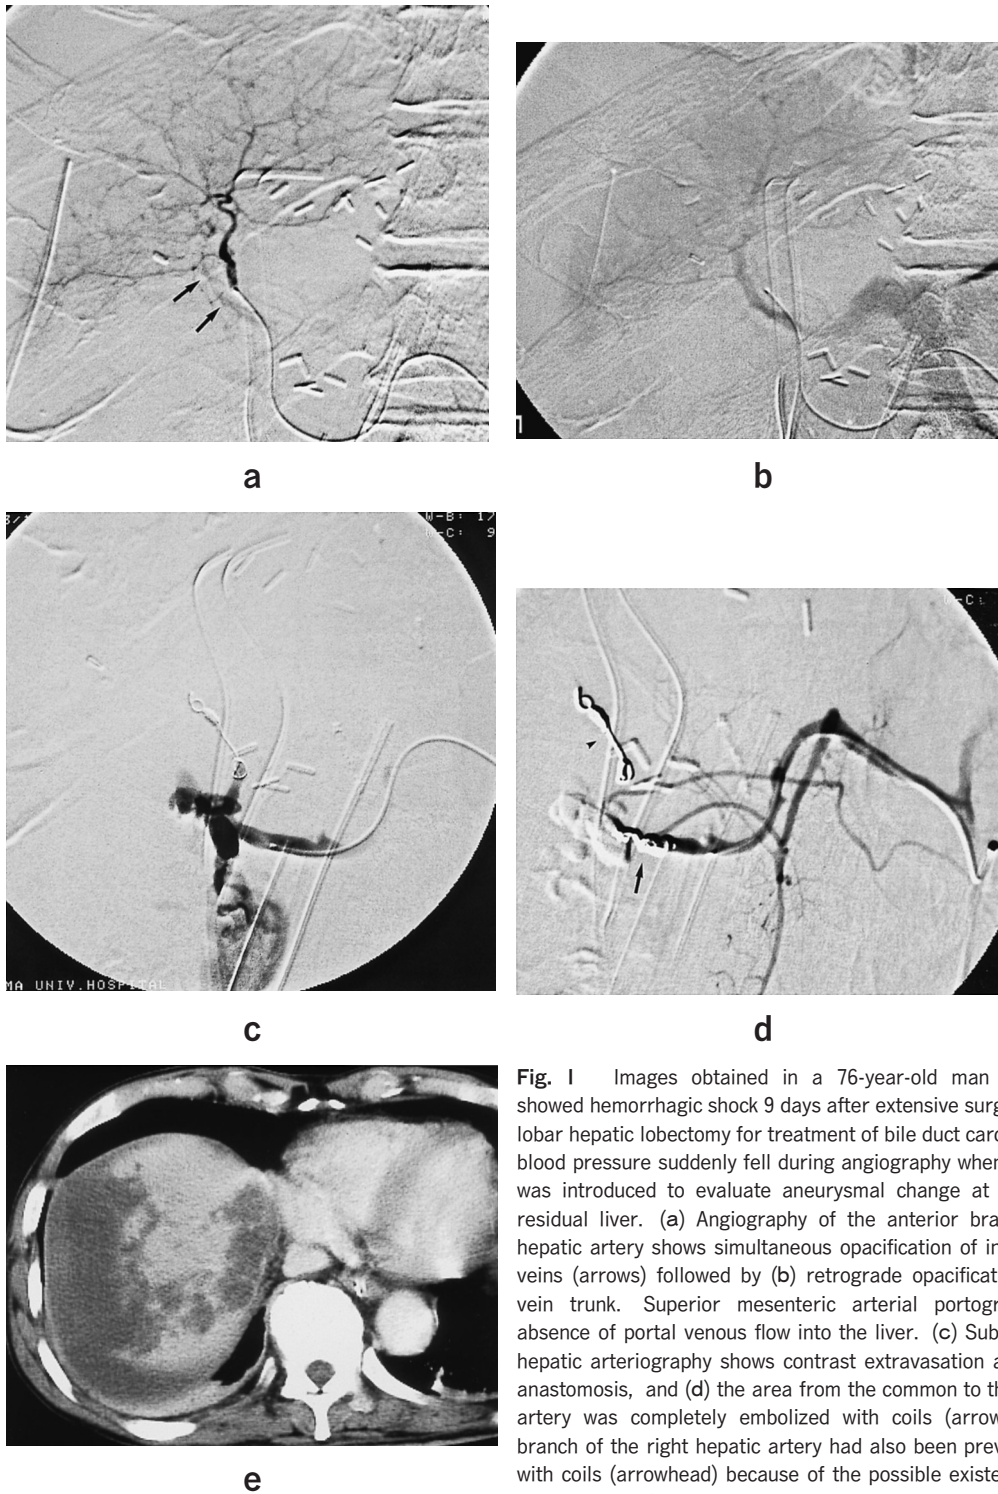 a
b
W-B: 1
-C: 9
MA UNIV.HOSPITAL
c
-C:
d
e
Fig. I Images obtained in a 76-year-old man
showed hemorrhagic shock 9 days after extensive surg
lobar hepatic lobectomy for treatment of bile duct carc
blood pressure suddenly fell during angiography when
was introduced to evaluate aneurysmal change at
residual liver. (a) Angiography of the anterior bra
hepatic artery shows simultaneous opacification of in
veins (arrows) followed by (b) retrograde opacificat
vein trunk. Superior mesenteric arterial portogr
absence of portal venous flow into the liver. (c) Sub
hepatic arteriography shows contrast extravasation a
anastomosis, and (d) the area from the common to th
artery was completely embolized with coils (arrow
branch of the right hepatic artery had also been prev
with coils (arrowhead) because of the possible existe